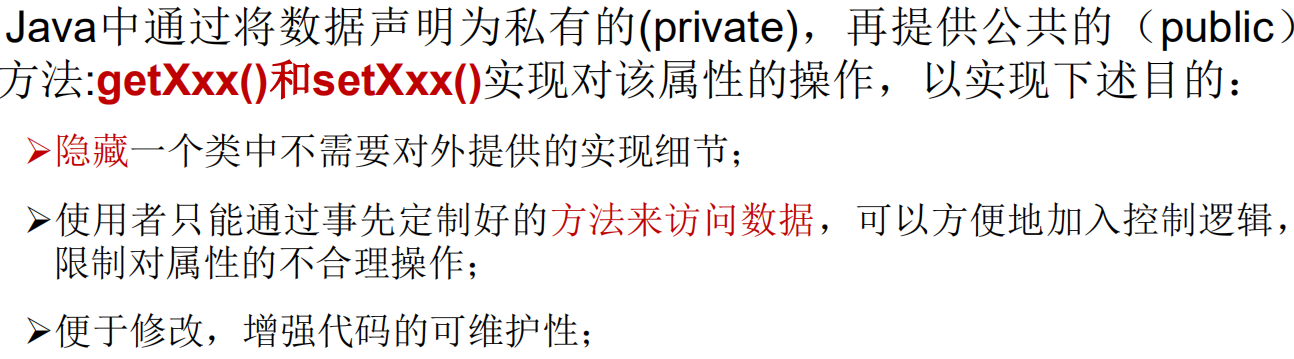 Java中通过将数据声明为私有的(private)，再提供公共的（public）
方法:getXxx()和setXxx()实现对该属性的操作，以实现下述目的：
➢隐藏一个类中不需要对外提供的实现细节；
➢使用者只能通过事先定制好的方法来访问数据，可以方便地加入控制逻辑，
限制对属性的不合理操作；
➢便于修改，增强代码的可维护性；